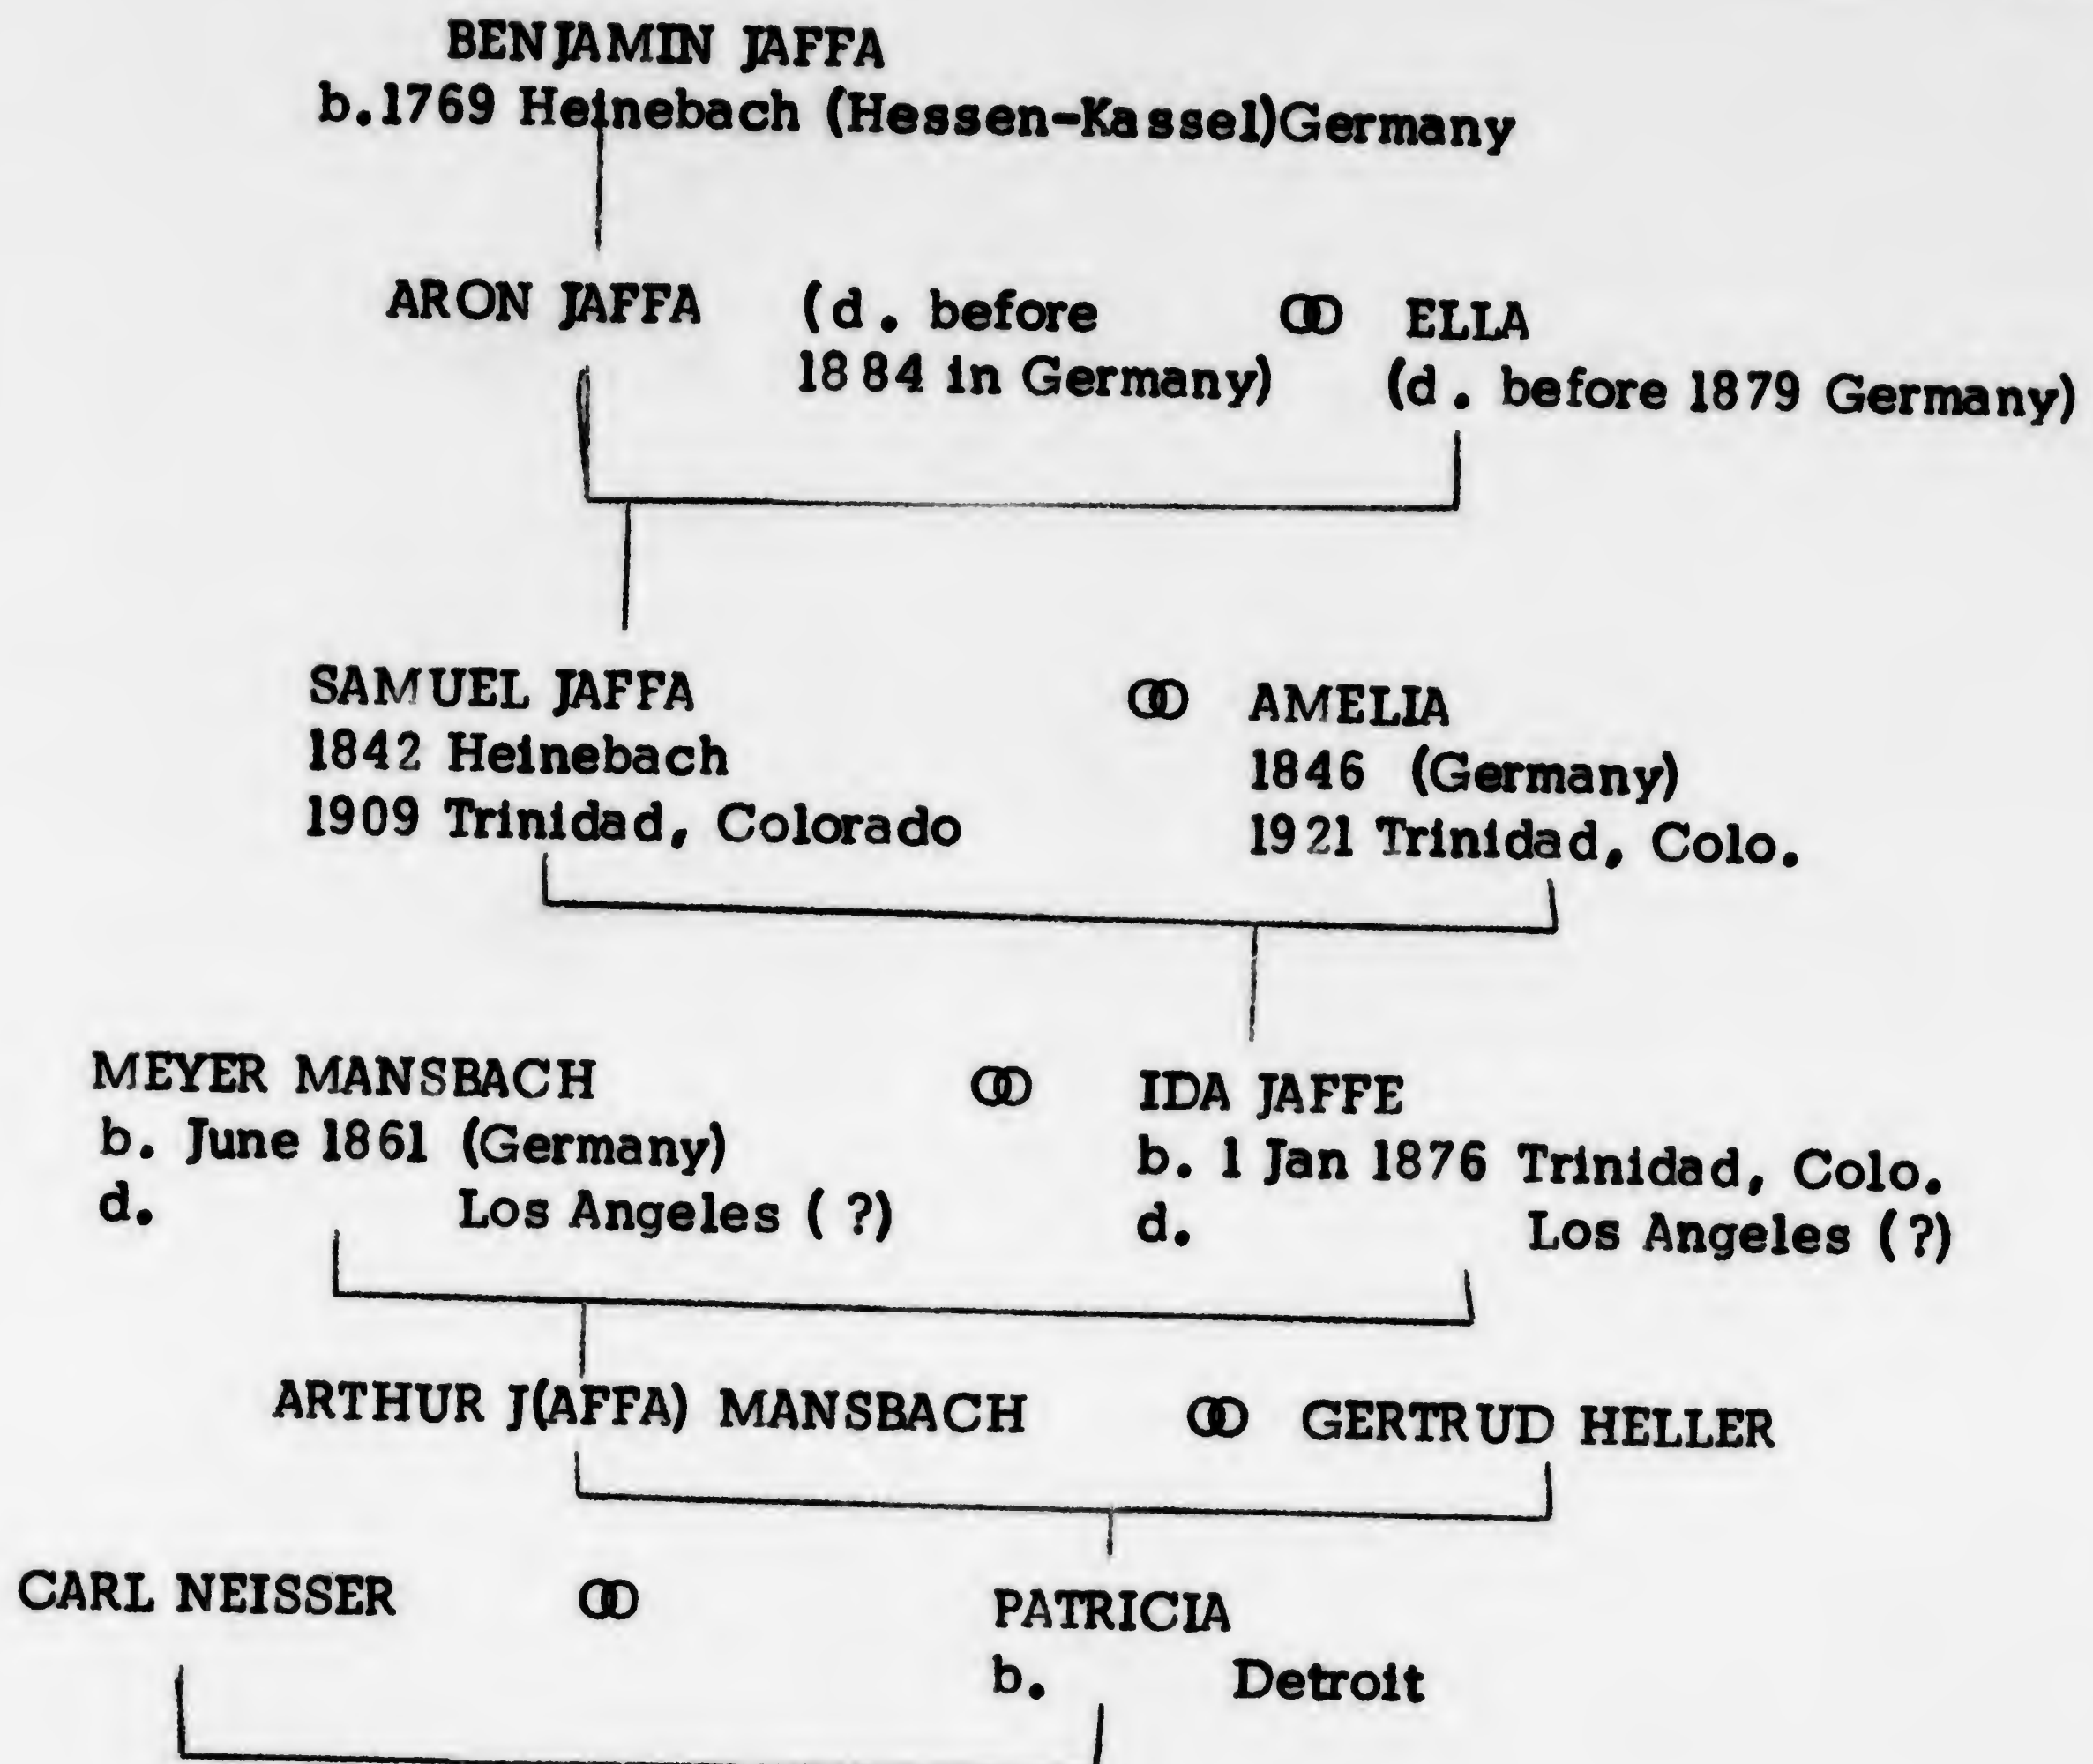 BENJAMIN JAFFA
b.1769 Heinebach (Hessen-Kassel)Germany
ARON JAFFA (d. before ⚭ ELLA
1884 in Germany) (d. before 1879 Germany)
SAMUEL JAFFA ⚭ AMELIA
1842 Heinebach 1846 (Germany)
1909 Trinidad, Colorado 1921 Trinidad, Colo.
MEYER MANSBACH ⚭ IDA JAFFE
b. June 1861 (Germany) b. 1 Jan 1876 Trinidad, Colo.
d. Los Angeles (?) d. Los Angeles (?)
ARTHUR J(AFFA) MANSBACH ⚭ GERTRUD HELLER
CARL NEISSER ⚭ PATRICIA
b. Detroit